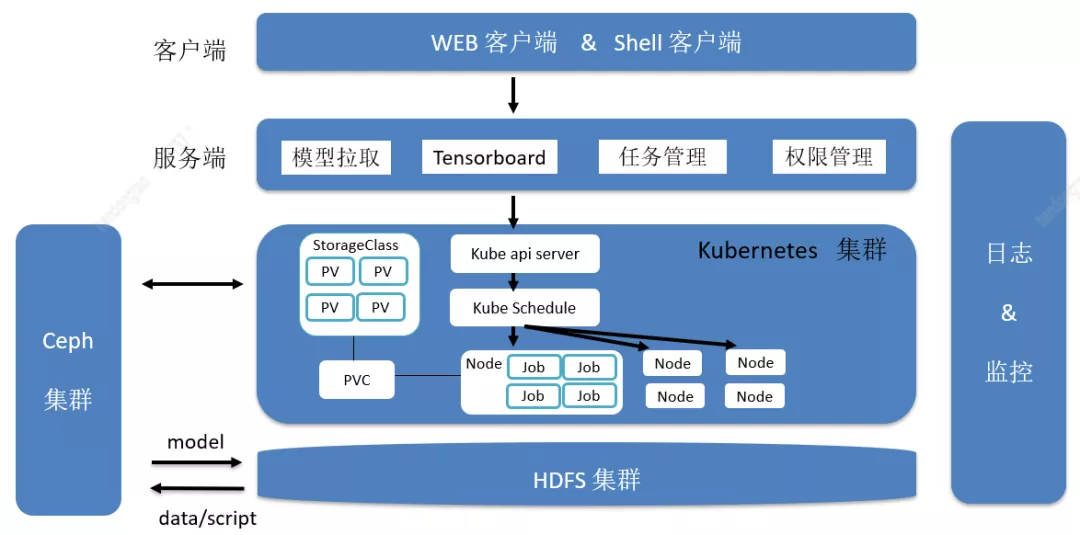 客户端
WEB 客户端 & Shell 客户端
服务端
模型拉取
Tensorboard
任务管理
权限管理
Ceph
集群
StorageClass
PV
PV
PV
PV
PVC
Kube api server
Kube Schedule
Kubernetes 集群
Node
Job
Job
Job
Job
Node
Node
Node
Node
日志
&
监控
model
data/script
HDFS 集群